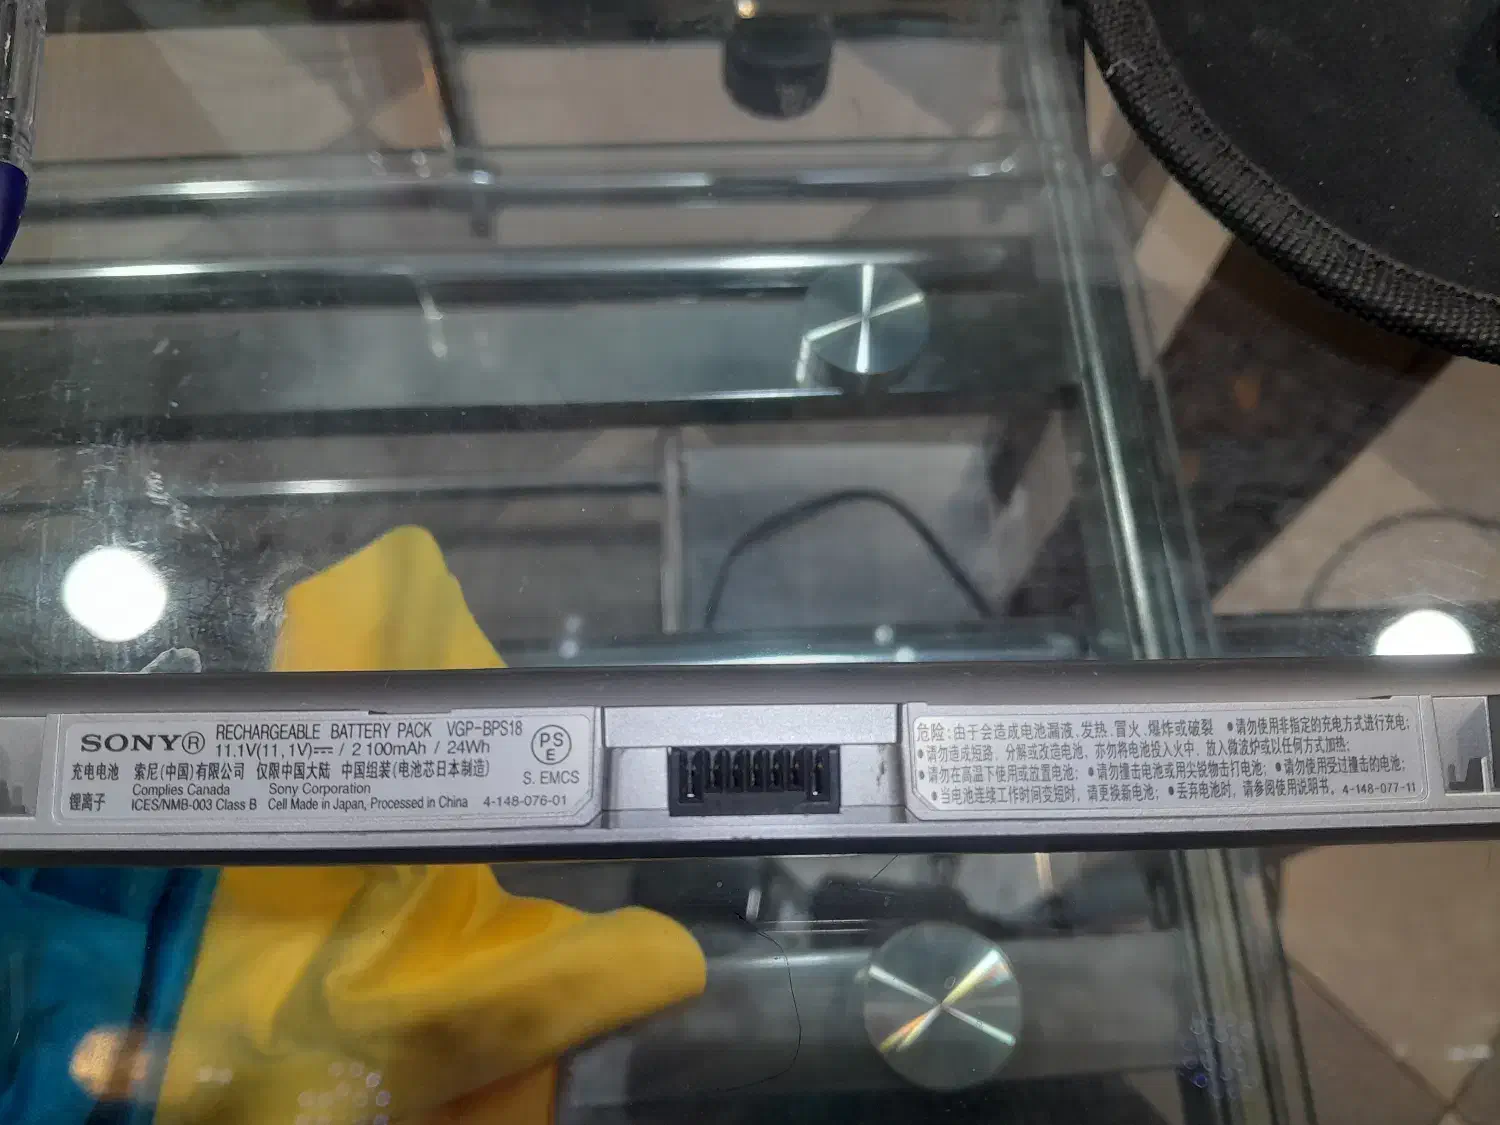 SONY® RECHARGEABLE BATTERY PACK VGP-BPS18
11.1V(11, 1V)⎓ / 2 100mAh / 24Wh
充电电池 索尼(中国)有限公司 仅限中国大陆 中国组装(电池芯日本制造)
锂离子 Complies Canada Sony Corporation
ICES/NMB-003 Class B Cell Made in Japan, Processed in China 4-148-076-01
PS
E
S. EMCS
危险: 由于会造成电池漏液, 发热, 冒火, 爆炸或破裂 ●请勿使用非指定的充电方式进行充电;
●请勿造成短路, 分解或改造电池, 亦勿将电池投入火中, 放入微波炉或以任何方式加热;
●请勿在高温下使用或放置电池; ●请勿撞击电池或用尖锐物击打电池; ●请勿使用受过撞击的电池;
●当电池连续工作时间变短时, 请更换新电池; ●丢弃电池时, 请参阅使用说明书. 4-148-077-11